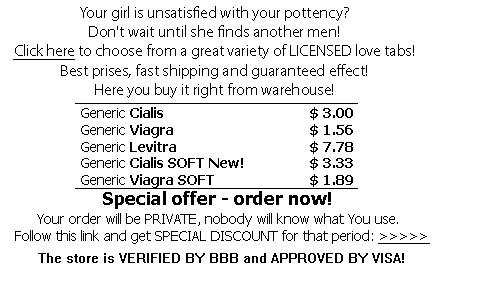 Your girl is unsatisfied with your pottency?
Don't wait until she finds another men!
Click here to choose from a great variety of LICENSED love tabs!
Best prises, fast shipping and guaranteed effect!
Here you buy it right from warehouse!
Generic Cialis $ 3.00
Generic Viagra $ 1.56
Generic Levitra $ 7.78
Generic Cialis SOFT New! $ 3.33
Generic Viagra SOFT $ 1.89
Special offer - order now!
Your order will be PRIVATE, nobody will know what You use.
Follow this link and get SPECIAL DISCOUNT for that period: >>>>>
The store is VERIFIED BY BBB and APPROVED BY VISA!